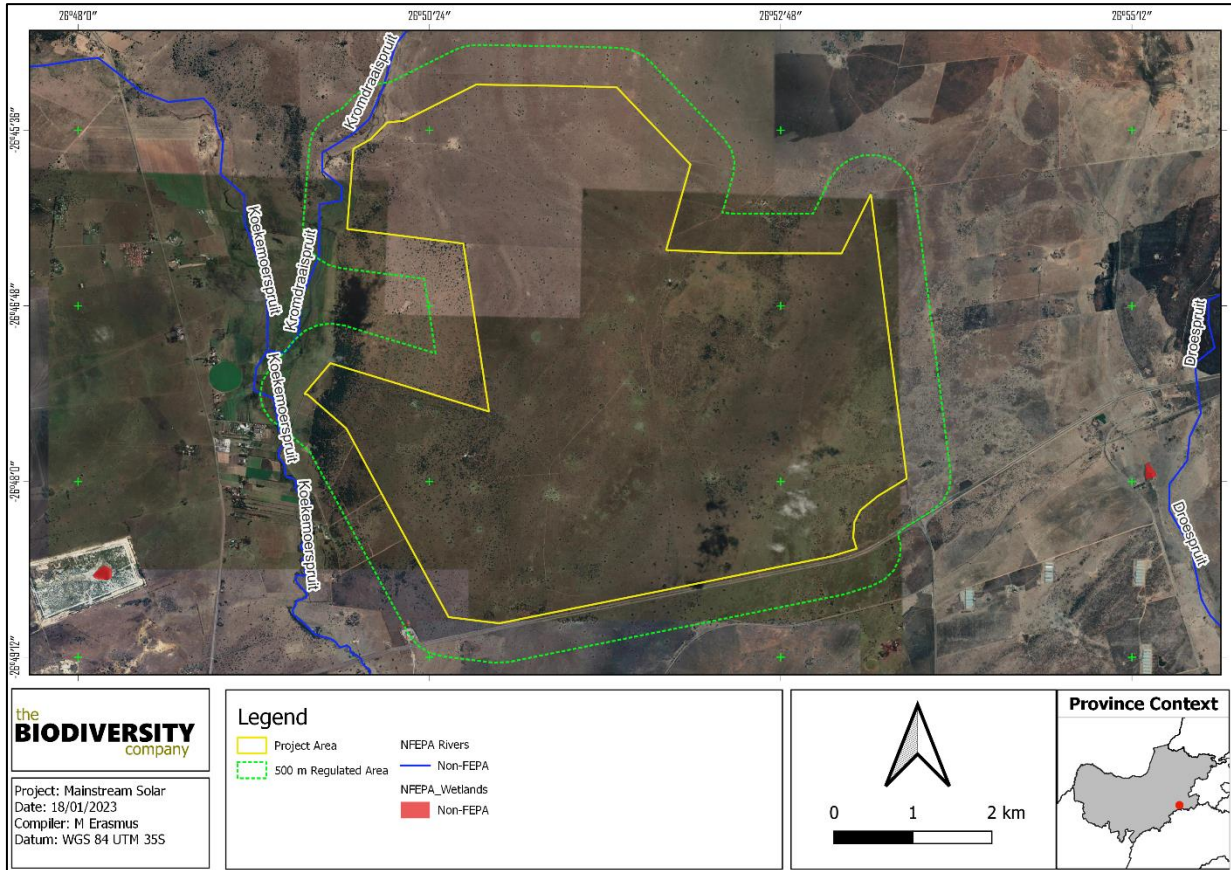 26°48'0"
26°50'24"
26°52'48"
26°55'12"
-26°45'36"
-26°46'48"
-26°48'0"
-26°49'12"
Kromdraaispruit
Koekemoerspruit
Kromdraaispruit
Koekemoerspruit
Koekemoerspruit
Droespruit
Droespruit
the
BIODIVERSITY
company
Project: Mainstream Solar
Date: 18/01/2023
Compiler: M Erasmus
Datum: WGS 84 UTM 35S
Legend
Project Area
500 m Regulated Area
NFEPA Rivers
Non-FEPA
NFEPA_Wetlands
Non-FEPA
0 1 2 km
Province Context